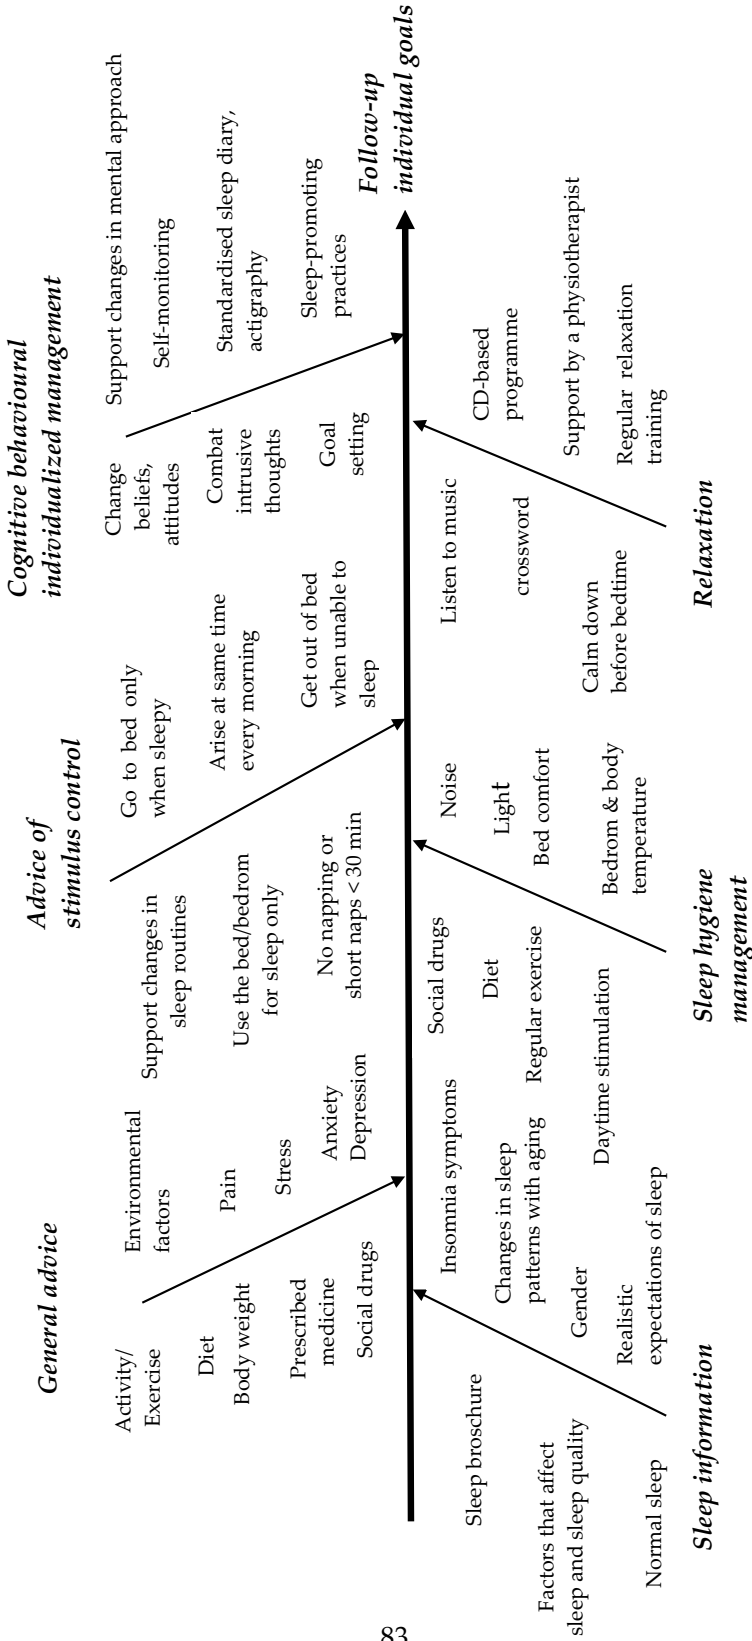 General advice
Activity/
Exercise
Diet
Body weight
Prescribed
medicine
Social drugs
Environmental
factors
Pain
Stress
Anxiety
Depression
Advice of
stimulus control
Support changes in
sleep routines
Use the bed/bedrom
for sleep only
No napping or
short naps < 30 min
Go to bed only
when sleepy
Arise at same time
every morning
Get out of bed
when unable to
sleep
Cognitive behavioural
individualized management
Change
beliefs,
attitudes
Combat
intrusive
thoughts
Goal
setting
Support changes in mental approach
Self-monitoring
Standardised sleep diary,
actigraphy
Sleep-promoting
practices
Follow-up
individual goals
Sleep broschure
Factors that affect
sleep and sleep quality
Normal sleep
Sleep information
Insomnia symptoms
Changes in sleep
patterns with aging
Gender
Realistic
expectations of sleep
Social drugs
Diet
Regular exercise
Daytime stimulation
Sleep hygiene
management
Noise
Light
Bed comfort
Bedrom & body
temperature
Listen to music
crossword
Calm down
before bedtime
Relaxation
CD-based
programme
Support by a physiotherapist
Regular relaxation
training
83